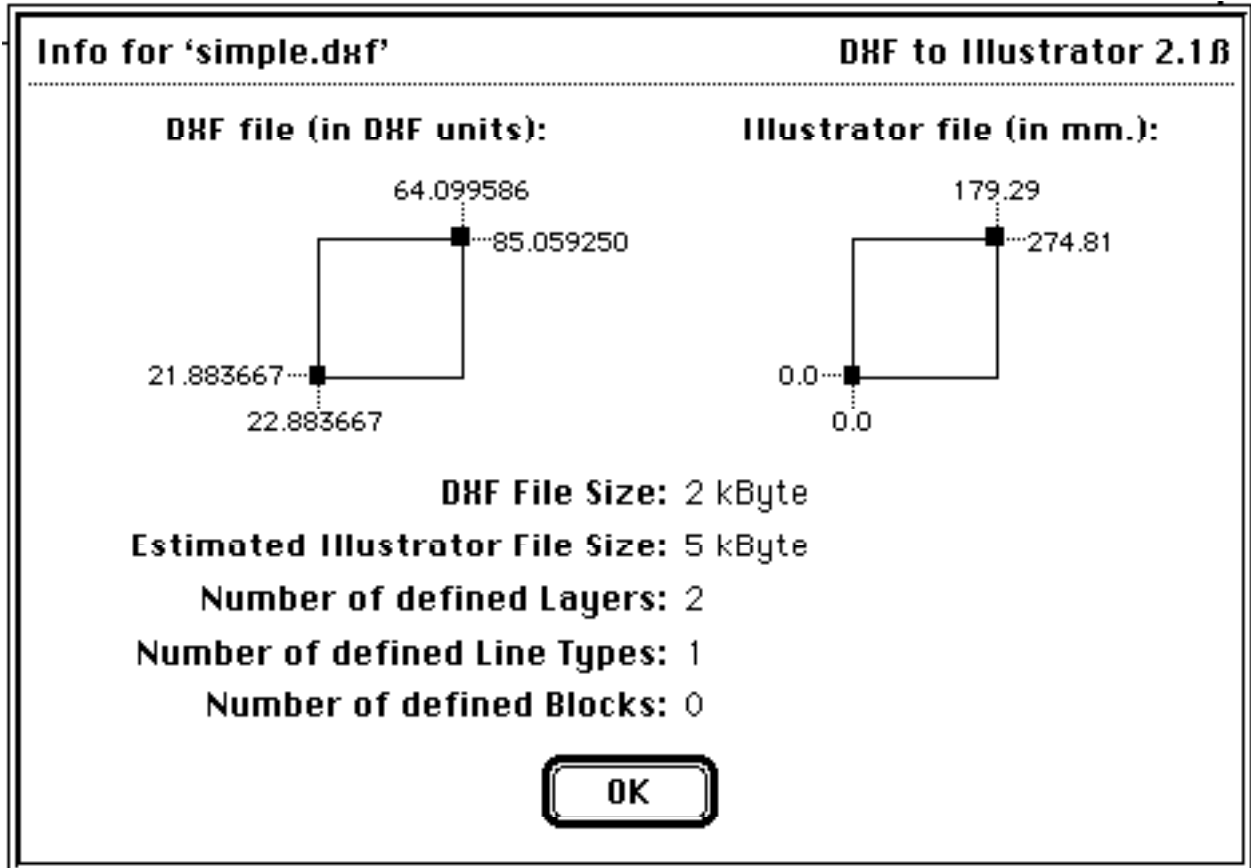 Info for ‘simple.dxf’ DXF to Illustrator 2.1ß
DXF file (in DXF units): Illustrator file (in mm.):
64.099586 179.29
85.059250 274.81
21.883667 0.0
22.883667 0.0
DXF File Size: 2 kByte
Estimated Illustrator File Size: 5 kByte
Number of defined Layers: 2
Number of defined Line Types: 1
Number of defined Blocks: 0
OK